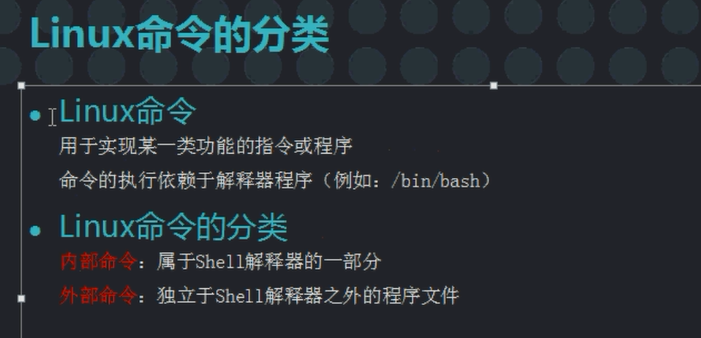 Linux命令的分类
Linux命令
用于实现某一类功能的指令或程序
命令的执行依赖于解释器程序（例如：/bin/bash）
Linux命令的分类
内部命令：属于Shell解释器的一部分
外部命令：独立于Shell解释器之外的程序文件